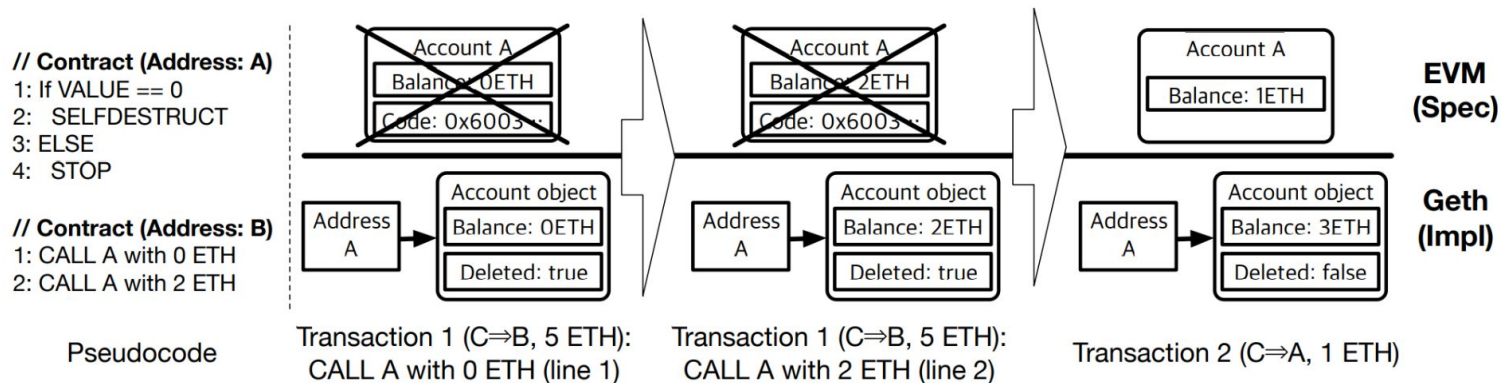 // Contract (Address: A)
1: If VALUE == 0
2: SELFDESTRUCT
3: ELSE
4: STOP
// Contract (Address: B)
1: CALL A with 0 ETH
2: CALL A with 2 ETH
Pseudocode
Account A
Balance: 0ETH
Code: 0x6003 ··
Address
A
Account object
Balance: 0ETH
Deleted: true
Transaction 1 (C⇒B, 5 ETH):
CALL A with 0 ETH (line 1)
Account A
Balance: 2ETH
Code: 0x6003 ··
Address
A
Account object
Balance: 2ETH
Deleted: true
Transaction 1 (C⇒B, 5 ETH):
CALL A with 2 ETH (line 2)
Account A
Balance: 1ETH
Address
A
Account object
Balance: 3ETH
Deleted: false
Transaction 2 (C⇒A, 1 ETH)
EVM
(Spec)
Geth
(Impl)